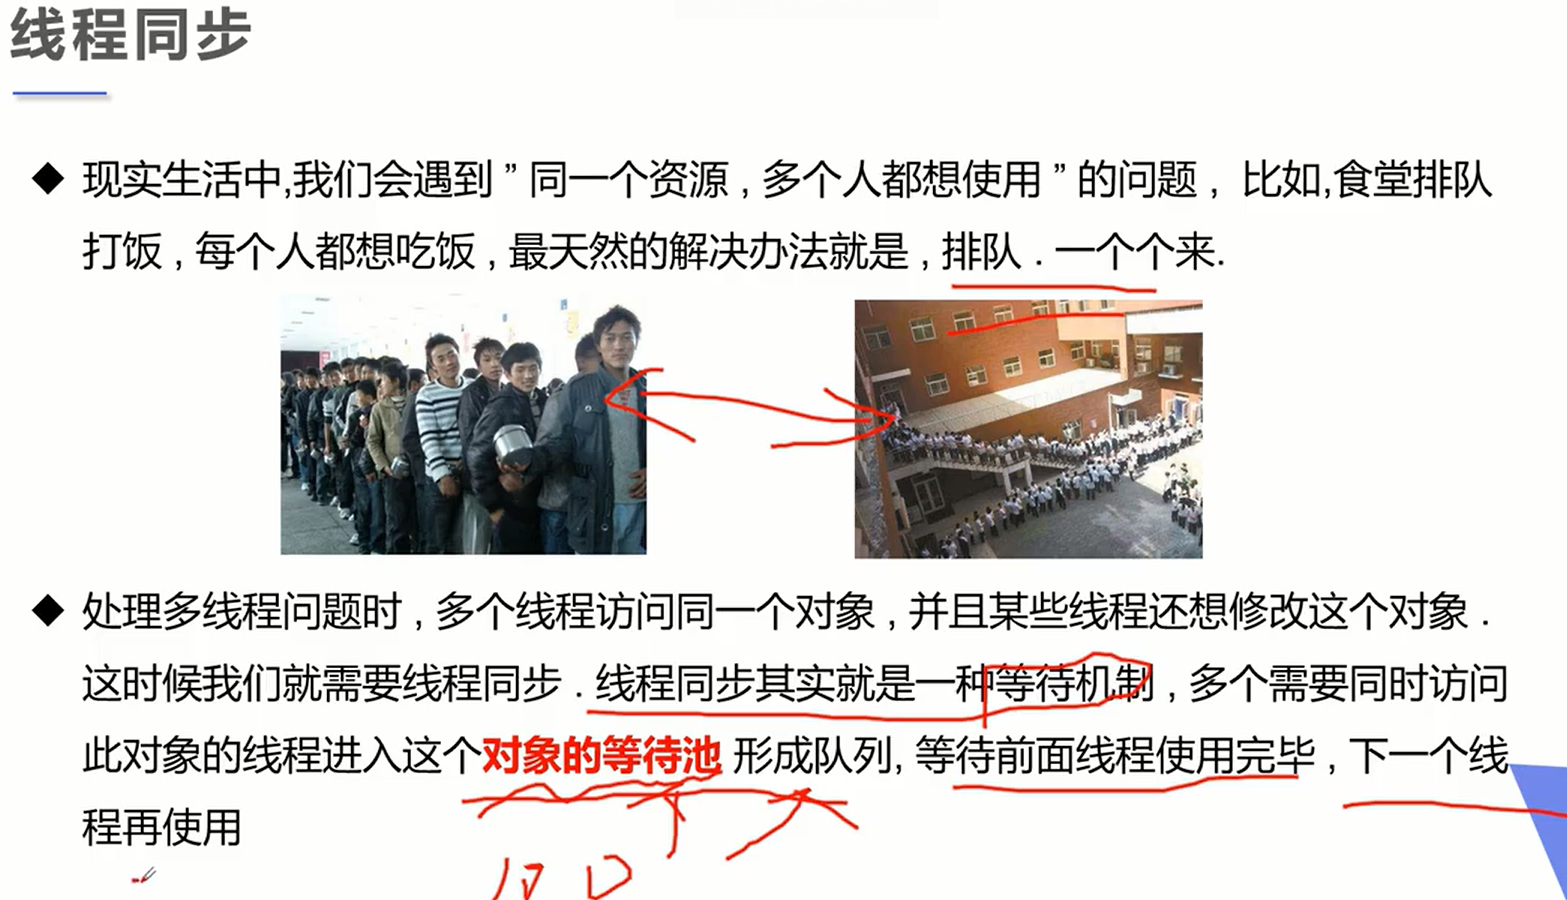 线程同步
◆ 现实生活中,我们会遇到 ” 同一个资源 , 多个人都想使用 ” 的问题 , 比如,食堂排队
打饭 , 每个人都想吃饭 , 最天然的解决办法就是 , 排队 . 一个个来.
◆ 处理多线程问题时 , 多个线程访问同一个对象 , 并且某些线程还想修改这个对象 .
这时候我们就需要线程同步 . 线程同步其实就是一种等待机制 , 多个需要同时访问
此对象的线程进入这个对象的等待池 形成队列, 等待前面线程使用完毕 , 下一个线
程再使用